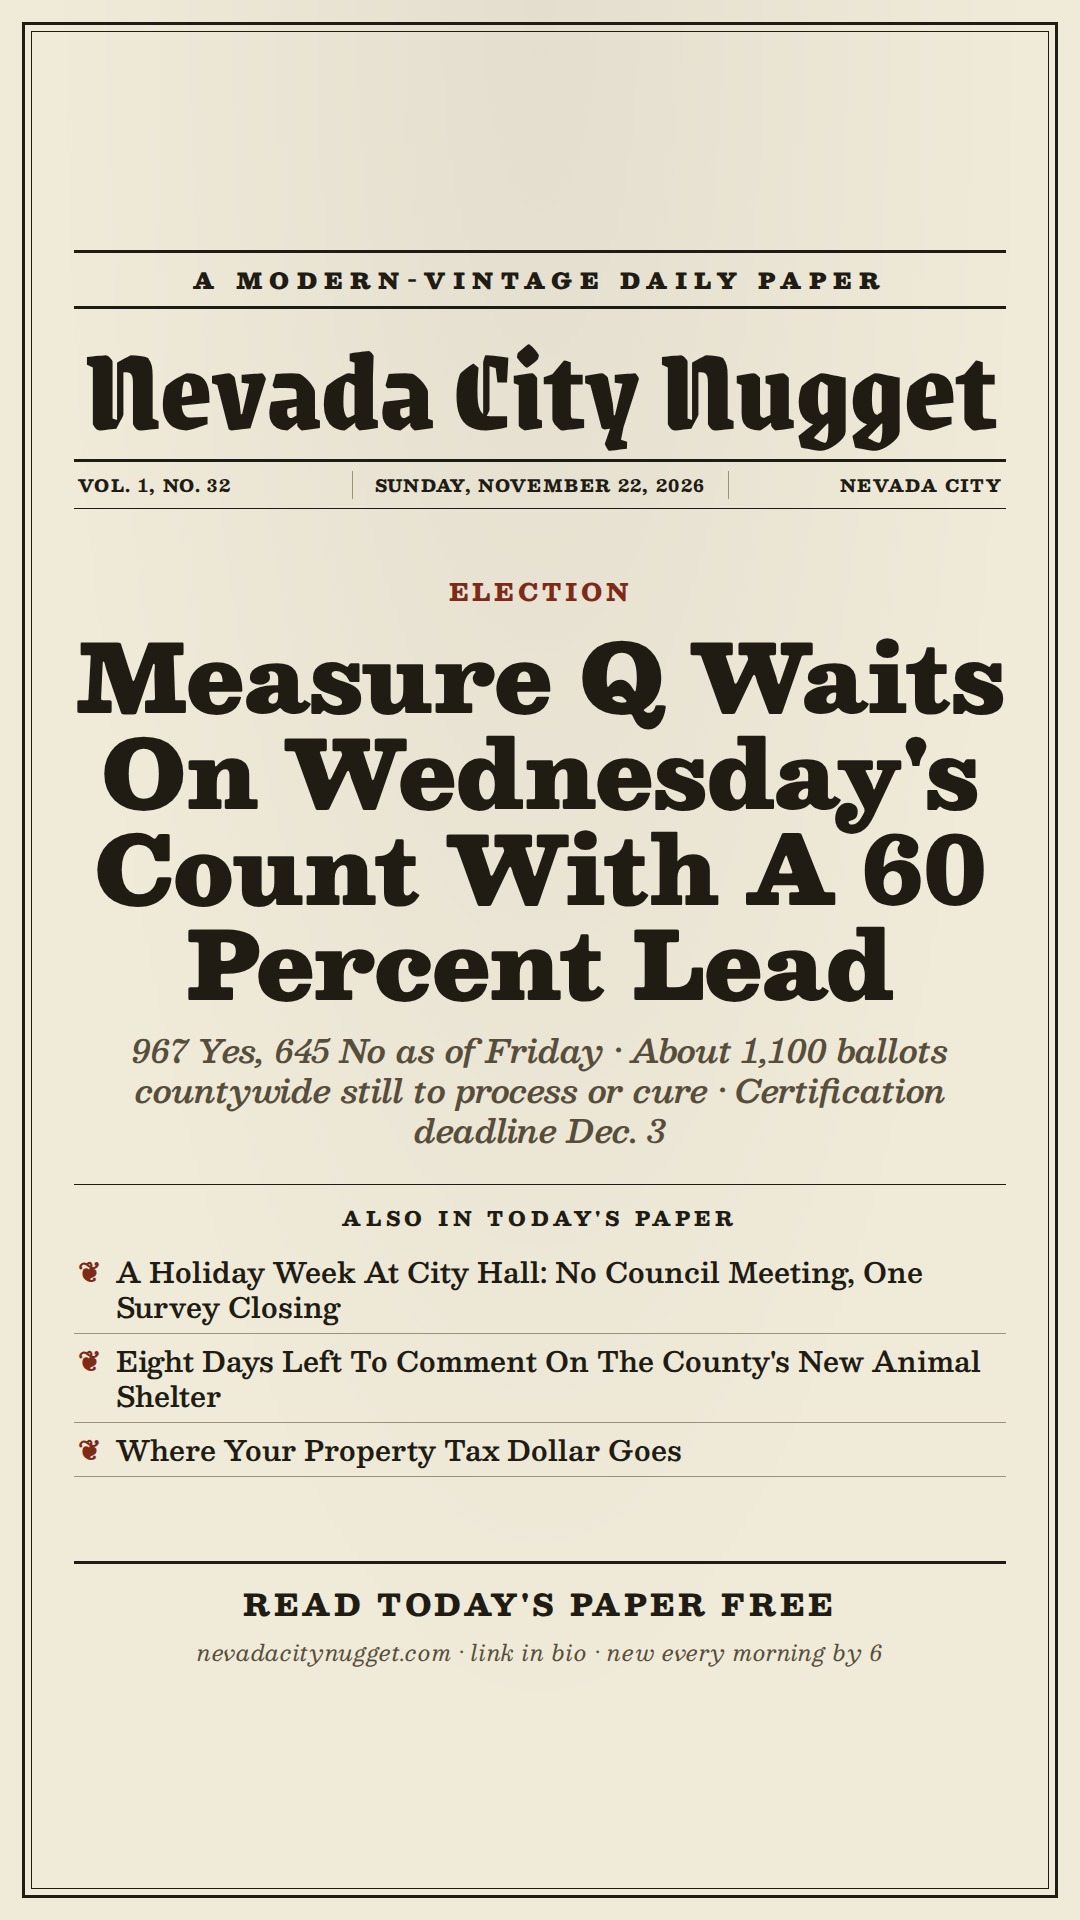 A MODERN-VINTAGE DAILY PAPER
Nevada City Nugget
VOL. 1, NO. 32
SUNDAY, NOVEMBER 22, 2026
NEVADA CITY
ELECTION
Measure Q Waits
On Wednesday's
Count With A 60
Percent Lead
967 Yes, 645 No as of Friday · About 1,100 ballots
countywide still to process or cure · Certification
deadline Dec. 3
ALSO IN TODAY'S PAPER
❦ A Holiday Week At City Hall: No Council Meeting, One
Survey Closing
❦ Eight Days Left To Comment On The County's New Animal
Shelter
❦ Where Your Property Tax Dollar Goes
READ TODAY'S PAPER FREE
nevadacitynugget.com · link in bio · new every morning by 6